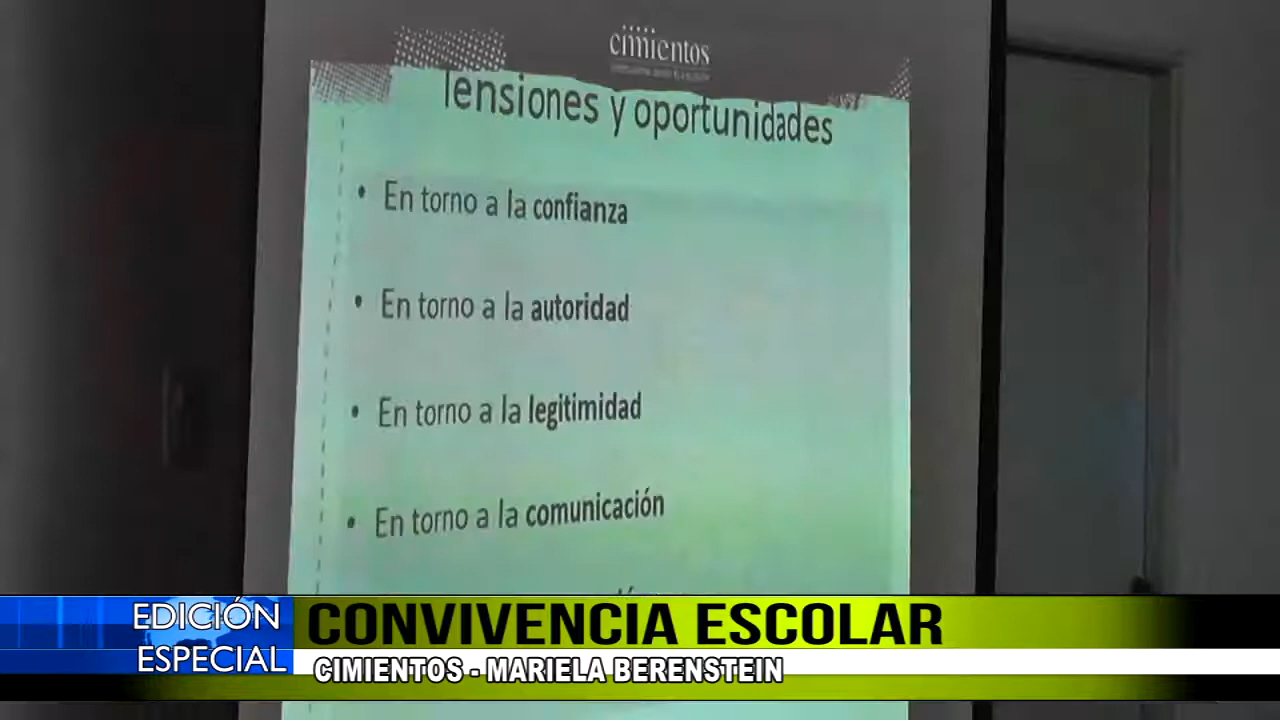 cimientos
Tensiones y oportunidades
• En torno a la confianza
• En torno a la autoridad
• En torno a la legitimidad
• En torno a la comunicación
EDICIÓN
ESPECIAL
CONVIVENCIA ESCOLAR
CIMIENTOS - MARIELA BERENSTEIN